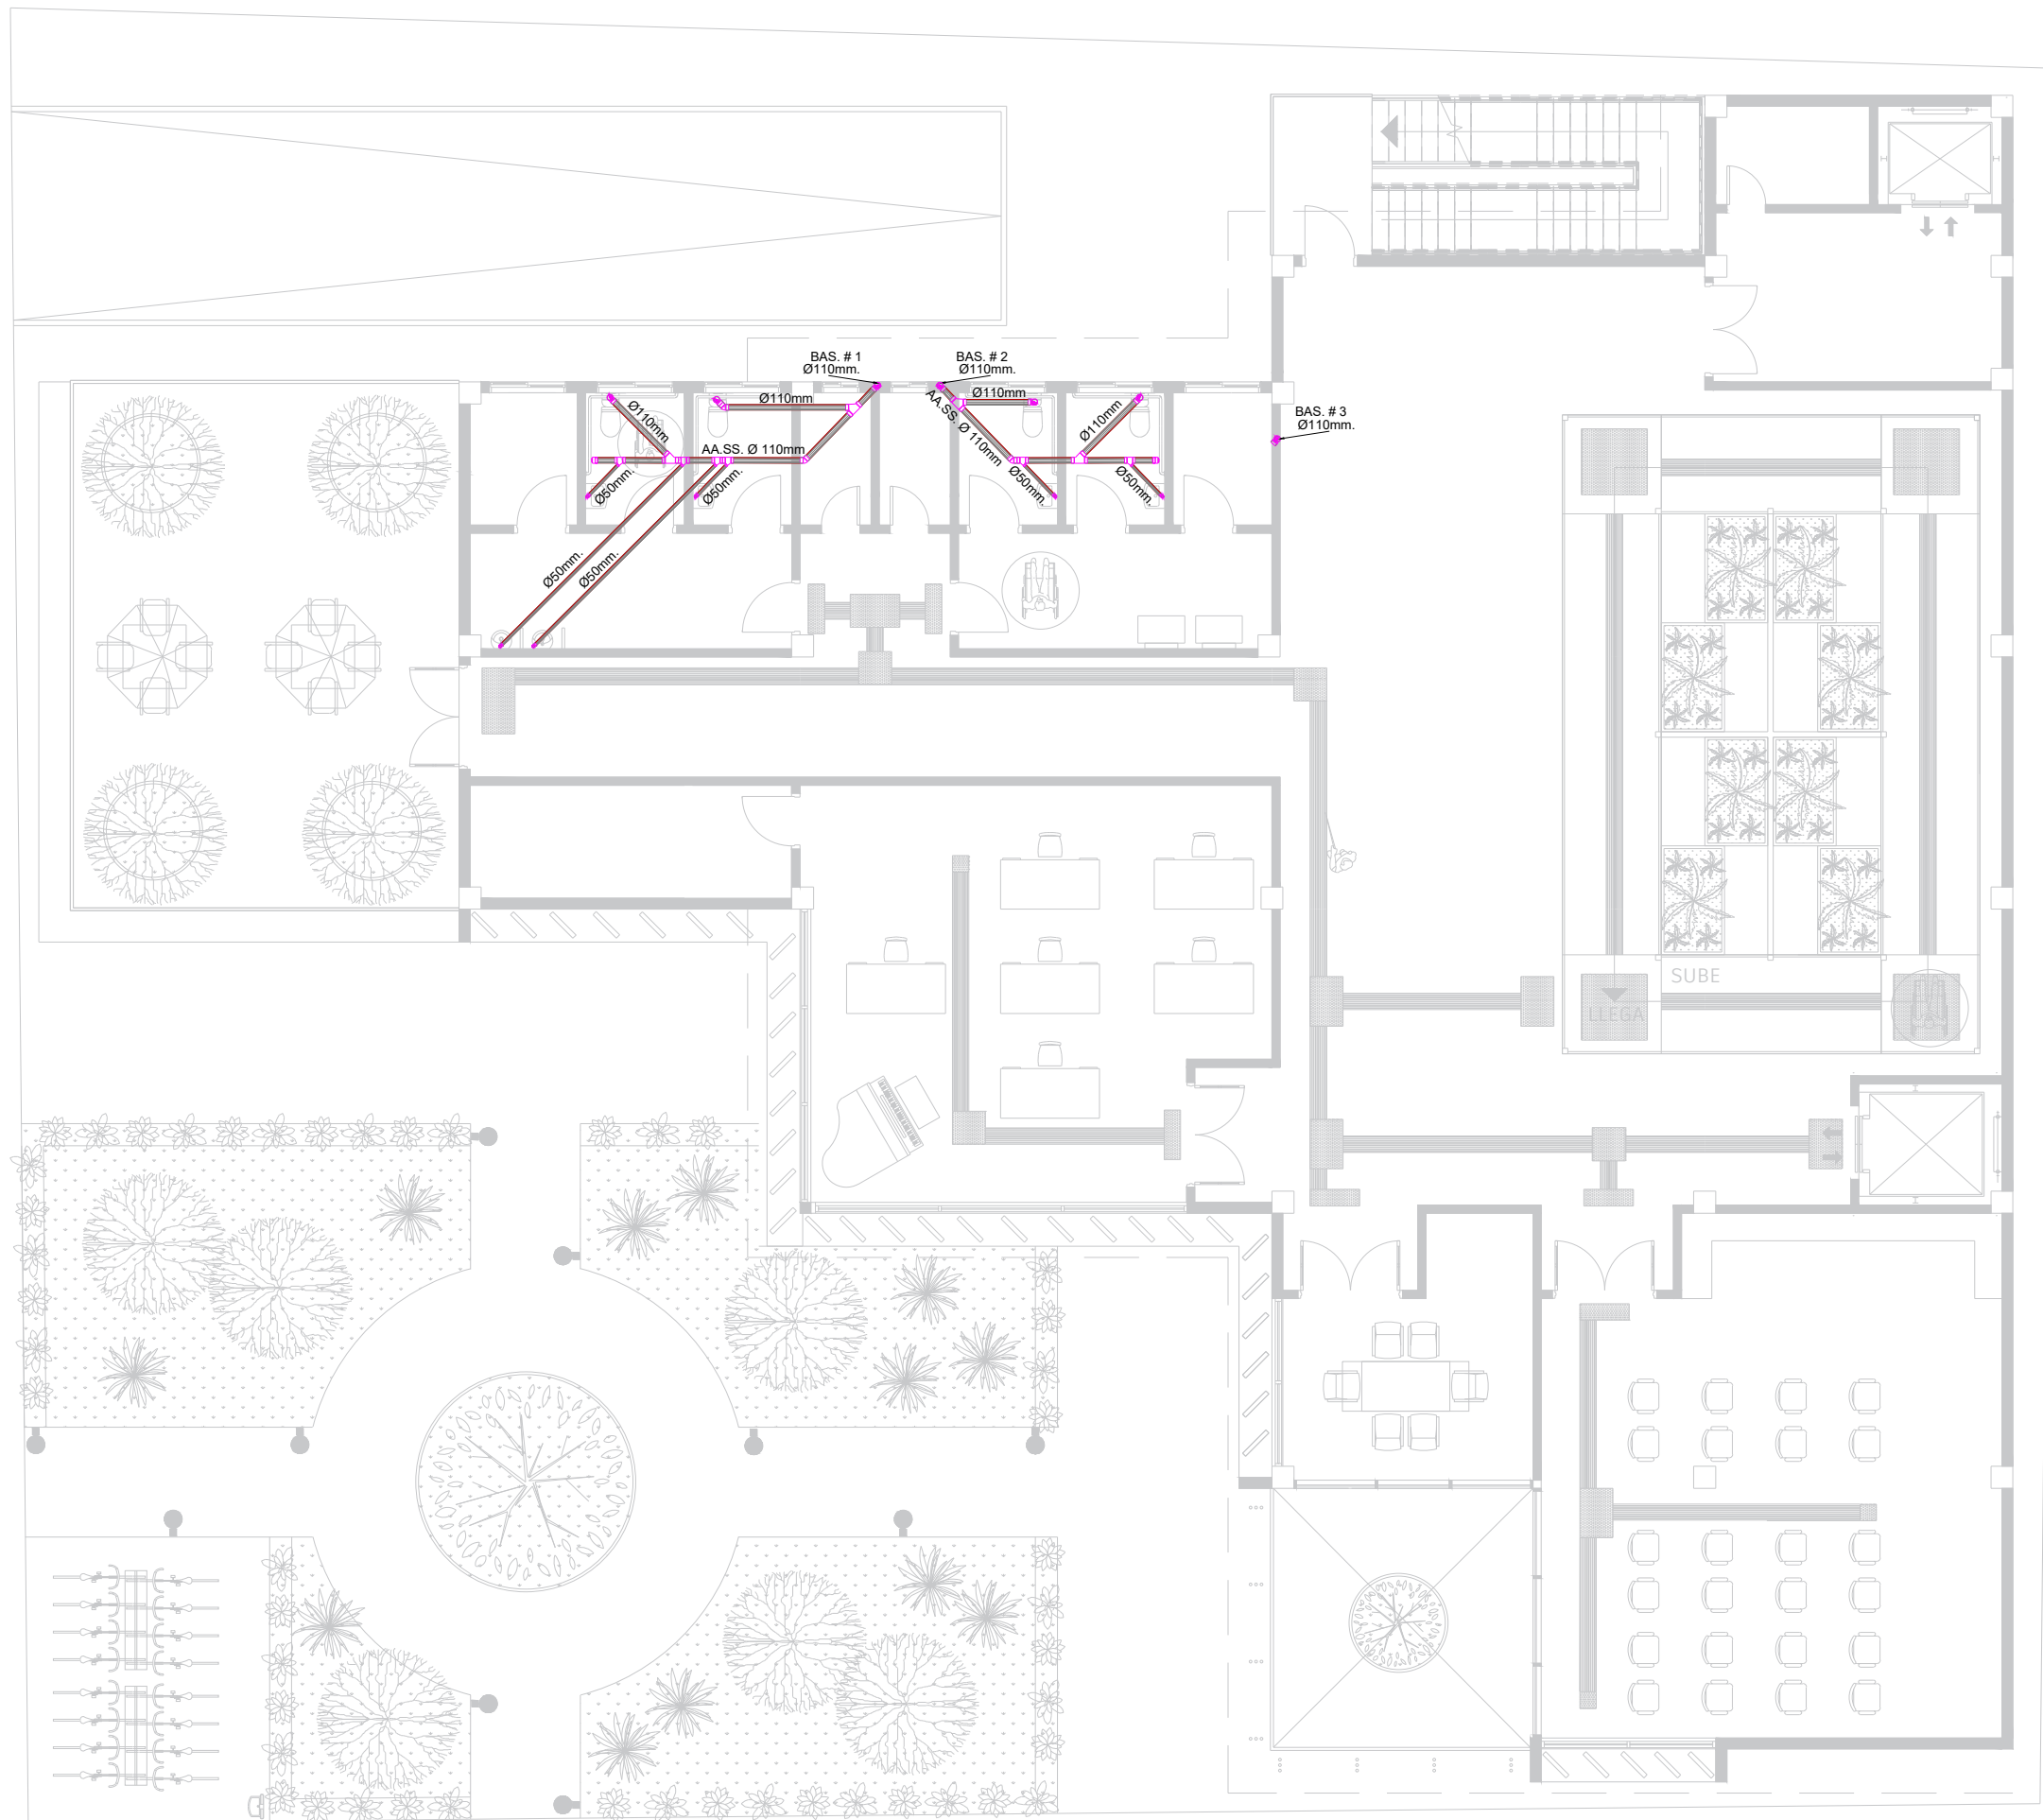 BAS. # 1
Ø110mm.
BAS. # 2
Ø110mm.
BAS. # 3
Ø110mm.
Ø110mm
Ø110mm
AA.SS. Ø 110mm
Ø50mm.
Ø50mm.
Ø50mm.
Ø50mm.
AA.SS. Ø 110mm
Ø110mm
Ø110mm
Ø50mm.
Ø50mm.
SUBE
LLEGA